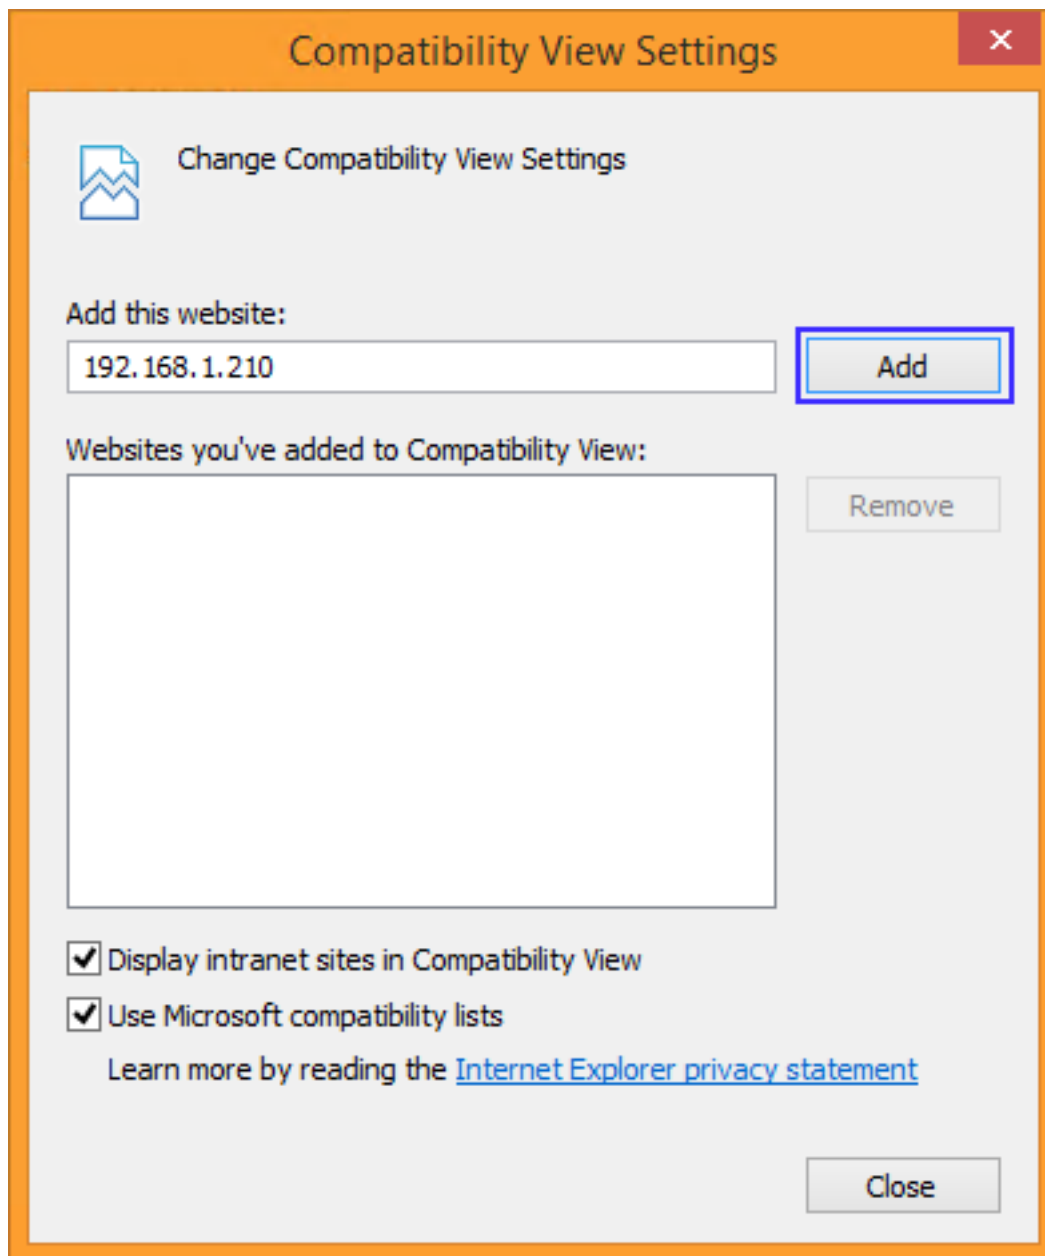 Compatibility View Settings
Change Compatibility View Settings
Add this website:
192.168.1.210
Add
Websites you've added to Compatibility View:
Remove
Display intranet sites in Compatibility View
Use Microsoft compatibility lists
Learn more by reading the Internet Explorer privacy statement
Close